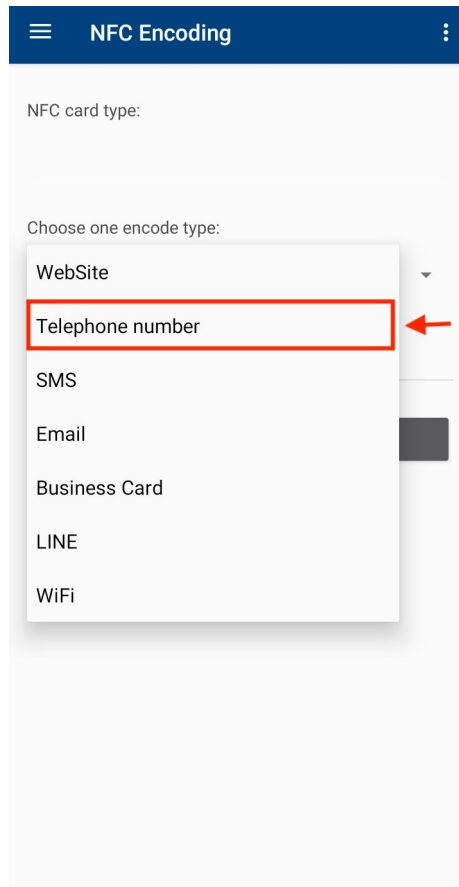 NFC Encoding
NFC card type:
Choose one encode type:
WebSite
Telephone number
SMS
Email
Business Card
LINE
WiFi